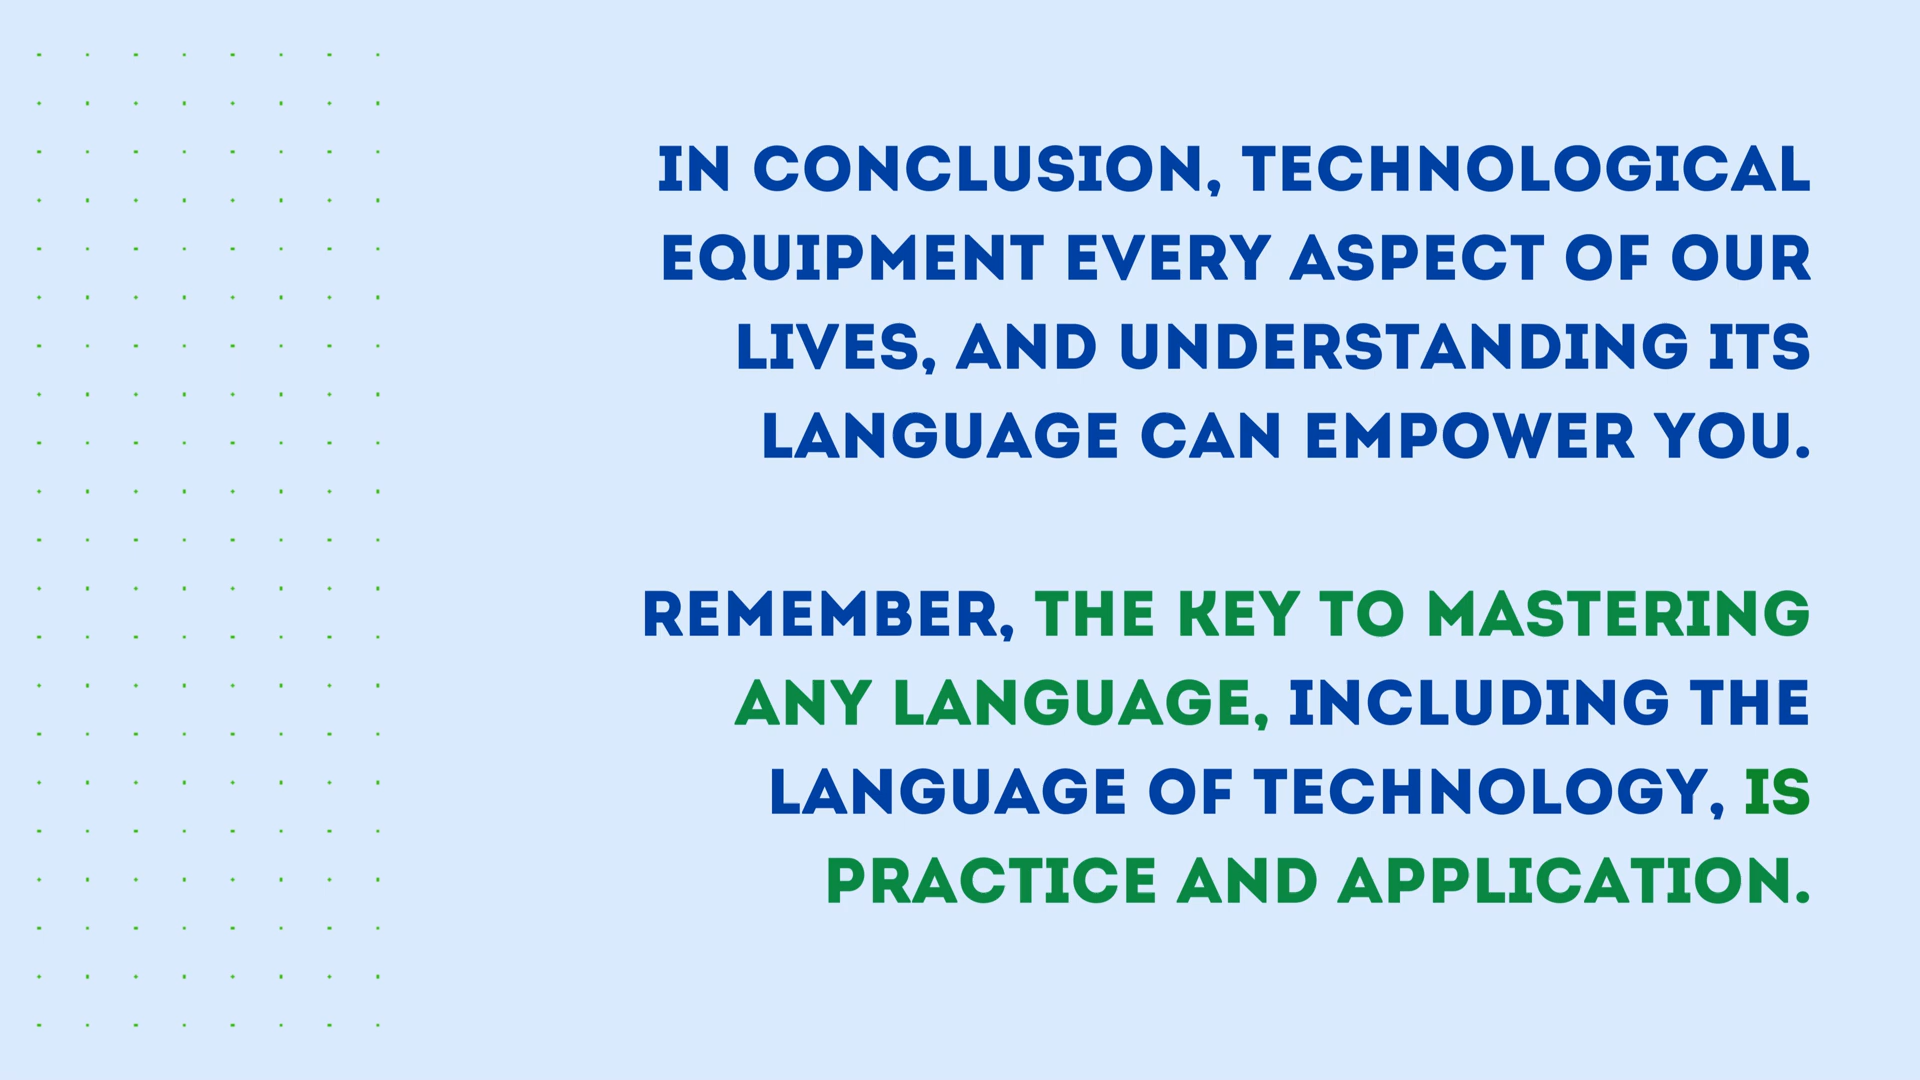 IN CONCLUSION, TECHNOLOGICAL
EQUIPMENT EVERY ASPECT OF OUR
LIVES, AND UNDERSTANDING ITS
LANGUAGE CAN EMPOWER YOU.
REMEMBER, THE KEY TO MASTERING
ANY LANGUAGE, INCLUDING THE
LANGUAGE OF TECHNOLOGY, IS
PRACTICE AND APPLICATION.